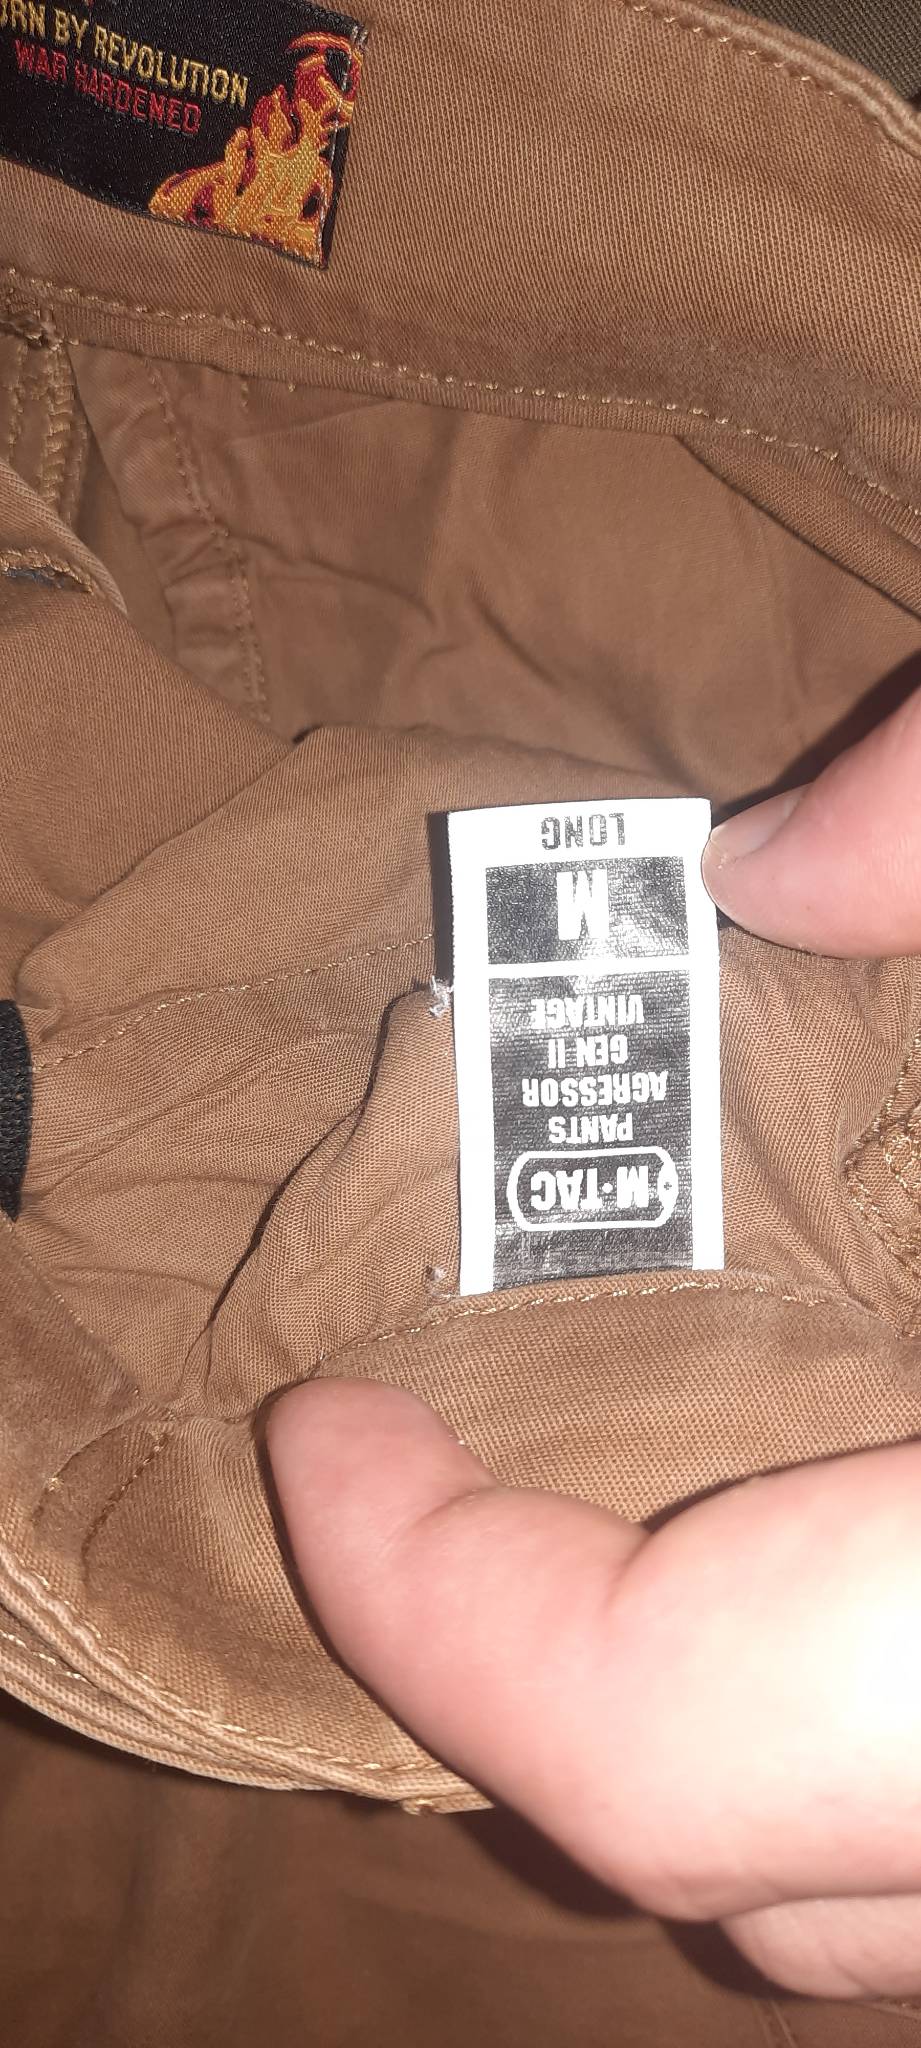 BY REVOLUTION
WAR HARDENED
M·TAC
PANTS
AGRESSOR
GEN II
VINTAGE
M
LONG